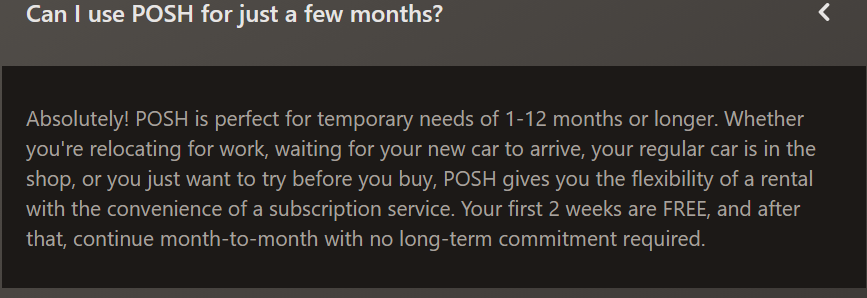 Can I use POSH for just a few months?
Absolutely! POSH is perfect for temporary needs of 1-12 months or longer. Whether
you're relocating for work, waiting for your new car to arrive, your regular car is in the
shop, or you just want to try before you buy, POSH gives you the flexibility of a rental
with the convenience of a subscription service. Your first 2 weeks are FREE, and after
that, continue month-to-month with no long-term commitment required.